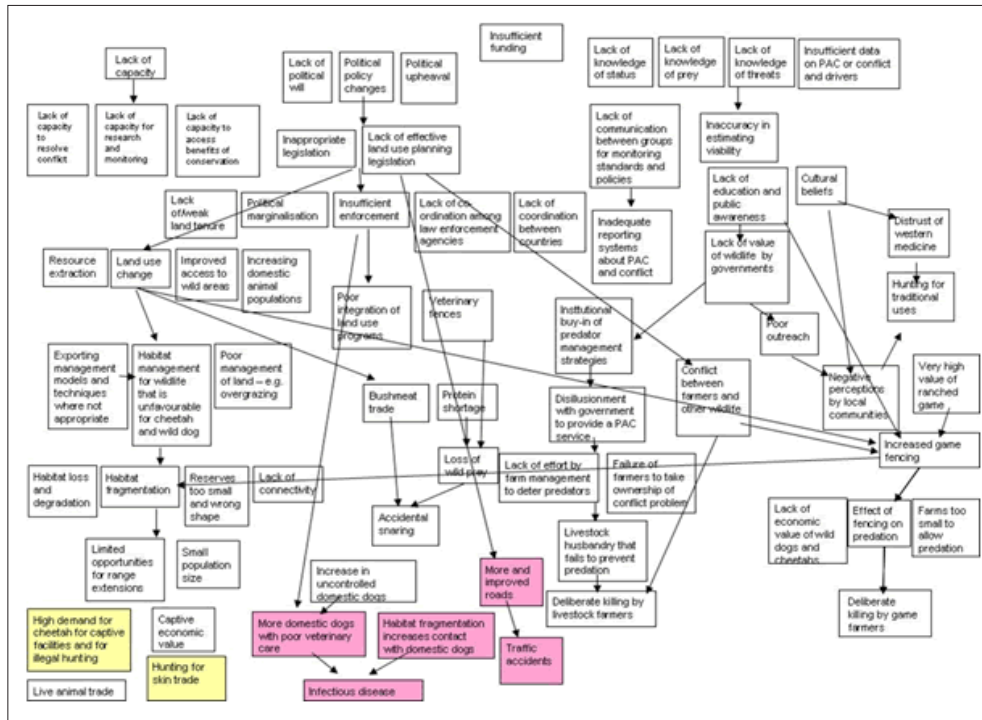 Insufficient
funding
Lack of
capacity
Lack of
political
will
Political
policy
changes
Political
upheaval
Lack of
knowledge
of status
Lack of
knowledge
of prey
Lack of
knowledge
of threats
Insufficient data
on PAC or conflict
and drivers
Lack of
capacity
to
resolve
conflict
Lack of
capacity for
research
and
monitoring
Lack of
capacity to
access
benefits of
conservation
Inappropriate
legislation
Lack of effective
land use planning
legislation
Lack of
communication
between groups
for monitoring
standards and
policies
Inaccuracy in
estimating
viability
Lack of
education and
public
awareness
Cultural
beliefs
Lack
of/weak
land tenure
Political
marginalisation
Insufficient
enforcement
Lack of co-
ordination among
law enforcement
agencies
Lack of
coordination
between
countries
Inadequate
reporting
systems
about PAC
and conflict
Distrust of
western
medicine
Lack of value
of wildlife by
governments
Resource
extraction
Land use
change
Improved
access to
wild areas
Increasing
domestic
animal
populations
Hunting for
traditional
uses
Poor
integration of
land use
programs
Veterinary
fences
Institutional
buy-in of
predator
management
strategies
Poor
outreach
Exporting
management
models and
techniques
where not
appropriate
Habitat
management
for wildlife
that is
unfavourable
for cheetah
and wild dog
Poor
management
of land – e.g.
overgrazing
Bushmeat
trade
Protein
shortage
Disillusionment
with government
to provide a PAC
service
Conflict
between
farmers and
other wildlife
Negative
perceptions
by local
communities
Very high
value of
ranched
game
Increased game
fencing
Habitat loss
and
degradation
Habitat
fragmentation
Reserves
too small
and wrong
shape
Lack of
connectivity
Loss of
wild prey
Lack of effort by
farm management
to deter predators
Failure of
farmers to take
ownership of
conflict problem
Accidental
snaring
Lack of
economic
value of wild
dogs and
cheetahs
Effect of
fencing on
predation
Farms too
small to
allow
predation
Limited
opportunities
for range
extensions
Small
population
size
Livestock
husbandry that
fails to prevent
predation
Increase in
uncontrolled
domestic dogs
More and
improved
roads
Deliberate killing by
livestock farmers
Deliberate
killing by game
farmers
High demand for
cheetah for captive
facilities and for
illegal hunting
Captive
economic
value
More domestic dogs
with poor veterinary
care
Habitat fragmentation
increases contact
with domestic dogs
Traffic
accidents
Hunting for
skin trade
Live animal trade
Infectious disease